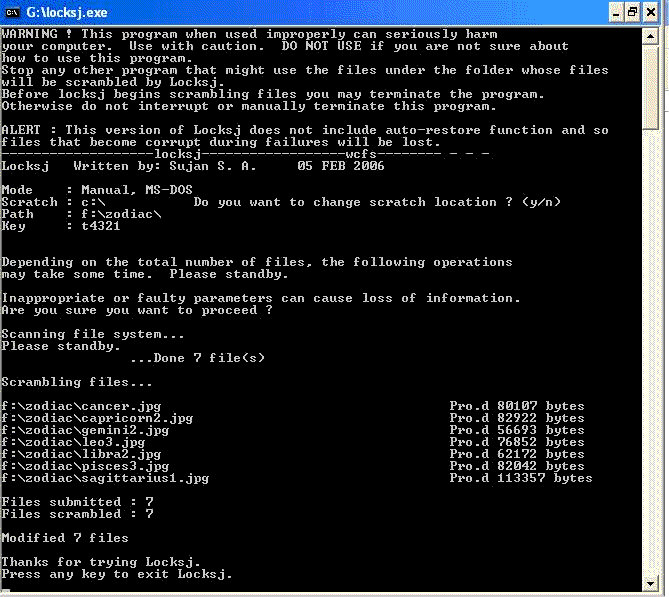 G:\locksj.exe
WARNING ! This program when used improperly can seriously harm
your computer.  Use with caution.  DO NOT USE if you are not sure about
how to use this program.
Stop any other program that might use the files under the folder whose files
will be scrambled by Locksj.
Before locksj begins scrambling files you may terminate the program.
Otherwise do not interrupt or manually terminate this program.
ALERT : This version of Locksj does not include auto-restore function and so
files that become corrupt during failures will be lost.
-------------------locksj------------------wcfs-------- - - -
Locksj   Written by: Sujan S. A.     05 FEB 2006
Mode    : Manual, MS-DOS
Scratch : c:\           Do you want to change scratch location ? (y/n)
Path    : f:\zodiac\
Key     : t4321
Depending on the total number of files, the following operations
may take some time.  Please standby.
Inappropriate or faulty parameters can cause loss of information.
Are you sure you want to proceed ?
Scanning file system...
Please standby.
...Done 7 file(s)
Scrambling files...
f:\zodiac\cancer.jpg                                    Pro.d 80107 bytes
f:\zodiac\capricorn2.jpg                                Pro.d 82922 bytes
f:\zodiac\gemini2.jpg                                   Pro.d 56693 bytes
f:\zodiac\leo3.jpg                                      Pro.d 76852 bytes
f:\zodiac\libra2.jpg                                    Pro.d 62172 bytes
f:\zodiac\pisces3.jpg                                   Pro.d 82042 bytes
f:\zodiac\sagittarius1.jpg                              Pro.d 113357 bytes
Files submitted : 7
Files scrambled : 7
Modified 7 files
Thanks for trying Locksj.
Press any key to exit Locksj.